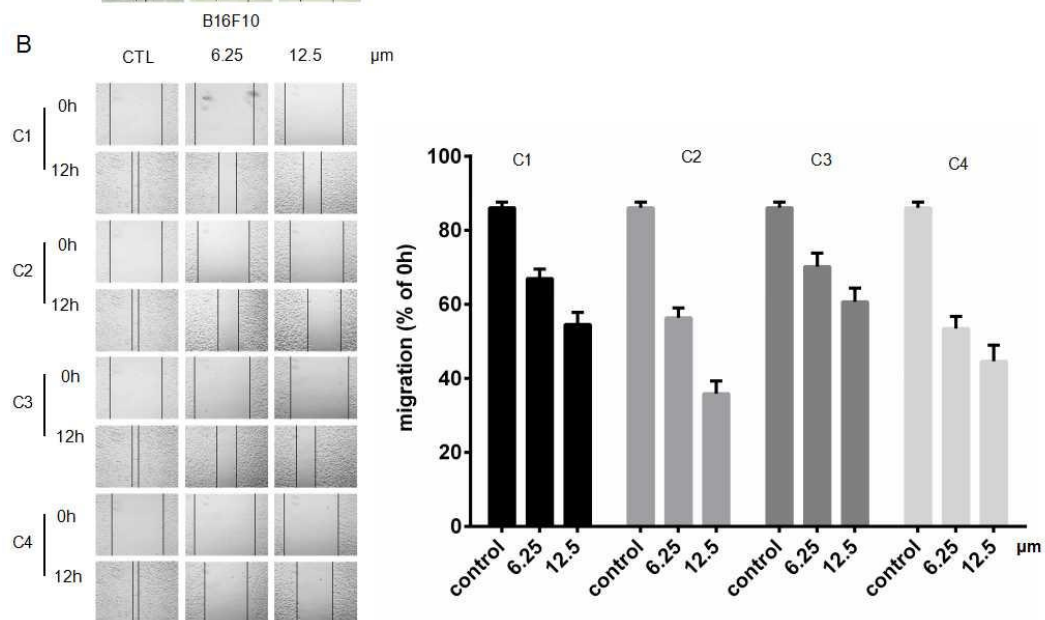 B16F10
B
CTL 6.25 12.5 μm
C1
0h
12h
C2
0h
12h
C3
0h
12h
C4
0h
12h
C1 C2 C3 C4
migration (% of 0h)
100
80
60
40
20
0
control 6.25 12.5 control 6.25 12.5 control 6.25 12.5 control 6.25 12.5 μm